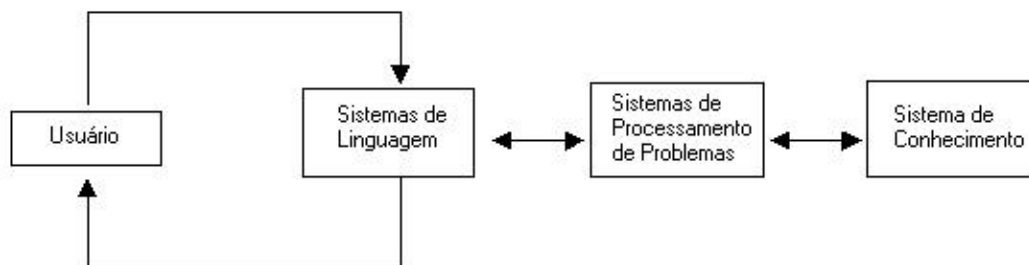 Usuário
Sistemas de
Linguagem
Sistemas de
Processamento
de Problemas
Sistema de
Conhecimento